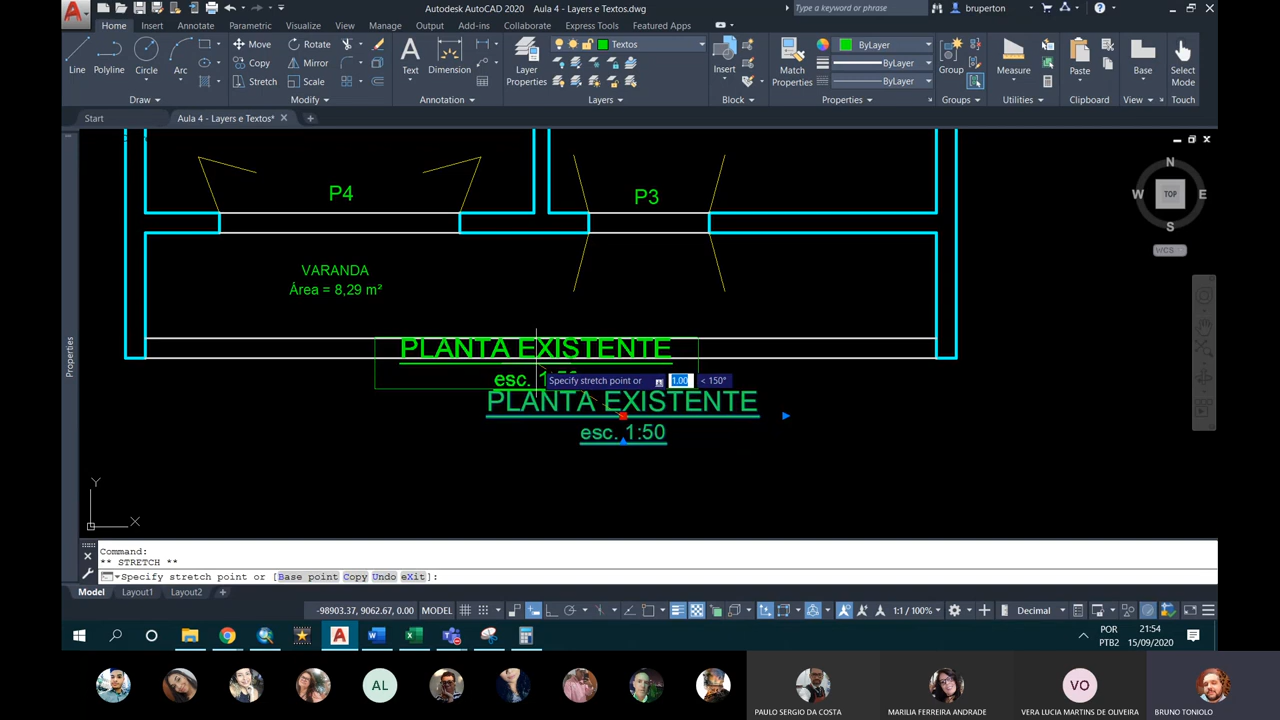 Autodesk AutoCAD 2020 Aula 4 - Layers e Textos.dwg
Type a keyword or phrase
bruperton
Home Insert Annotate Parametric Visualize View Manage Output Add-ins Collaborate Express Tools Featured Apps
Line Polyline Circle Arc
Move Rotate
Copy Mirror
Stretch Scale
Text Dimension
Layer Properties
Textos
Insert
Match Properties
ByLayer
ByLayer
ByLayer
Group
Measure
Paste
Base
Select Mode
Draw Modify Annotation Layers Block Properties Groups Utilities Clipboard View Touch
Start Aula 4 - Layers e Textos*
Properties
N
W TOP E
S
WCS
P4
P3
VARANDA
Área = 8,29 m²
PLANTA EXISTENTE
esc. 1:50
Specify stretch point or 1.00 < 150°
PLANTA EXISTENTE
esc. 1:50
Y
X
Command:
** STRETCH **
Specify stretch point or [Base point Copy Undo eXit]:
Model Layout1 Layout2
-98903.37, 9062.67, 0.00 MODEL 1:1 / 100% Decimal
POR
PTB2
21:54
15/09/2020
AL
VO
PAULO SERGIO DA COSTA
MARILIA FERREIRA ANDRADE
VERA LUCIA MARTINS DE OLIVEIRA
BRUNO TONIOLO